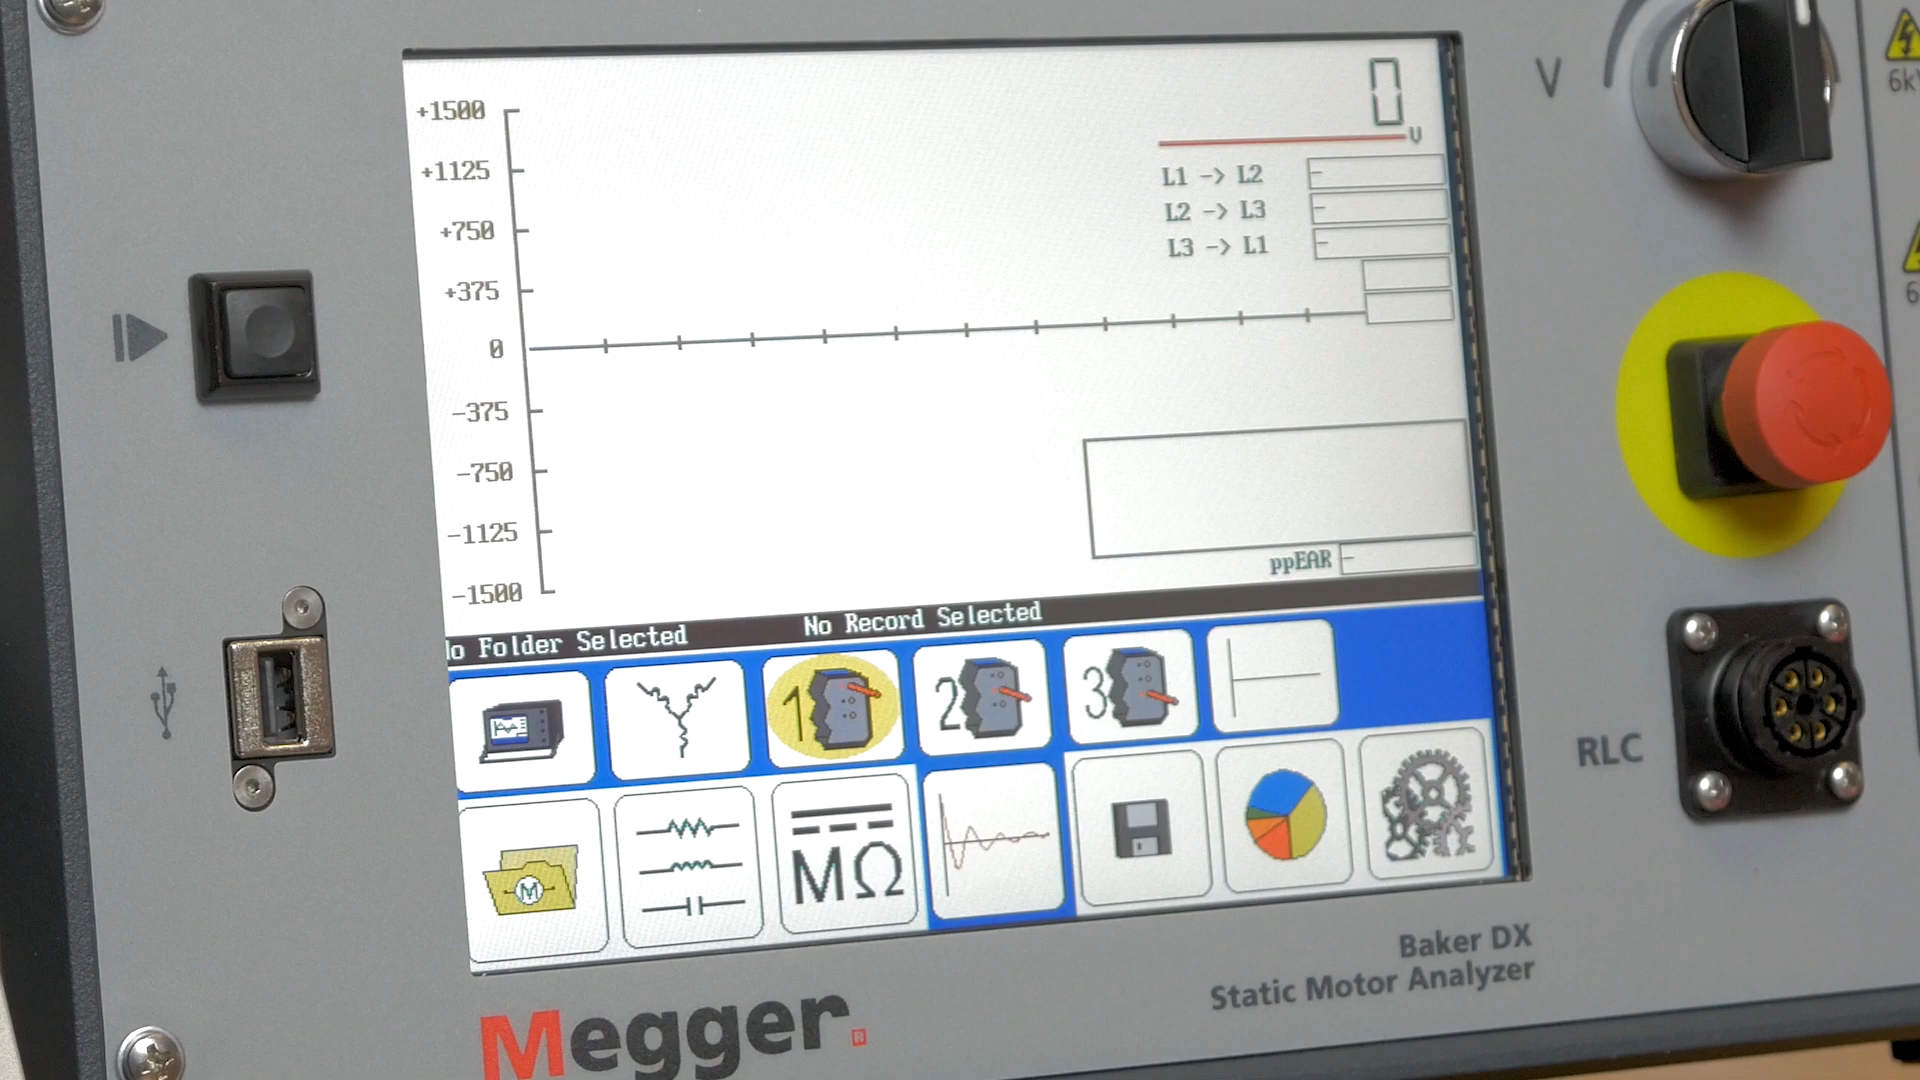 +1500
+1125
+750
+375
0
-375
-750
-1125
-1500
0
V
L1 -> L2
L2 -> L3
L3 -> L1
ppEAR
No Folder Selected
No Record Selected
1
2
3
M
MΩ
V
RLC
Baker DX
Static Motor Analyzer
Megger.